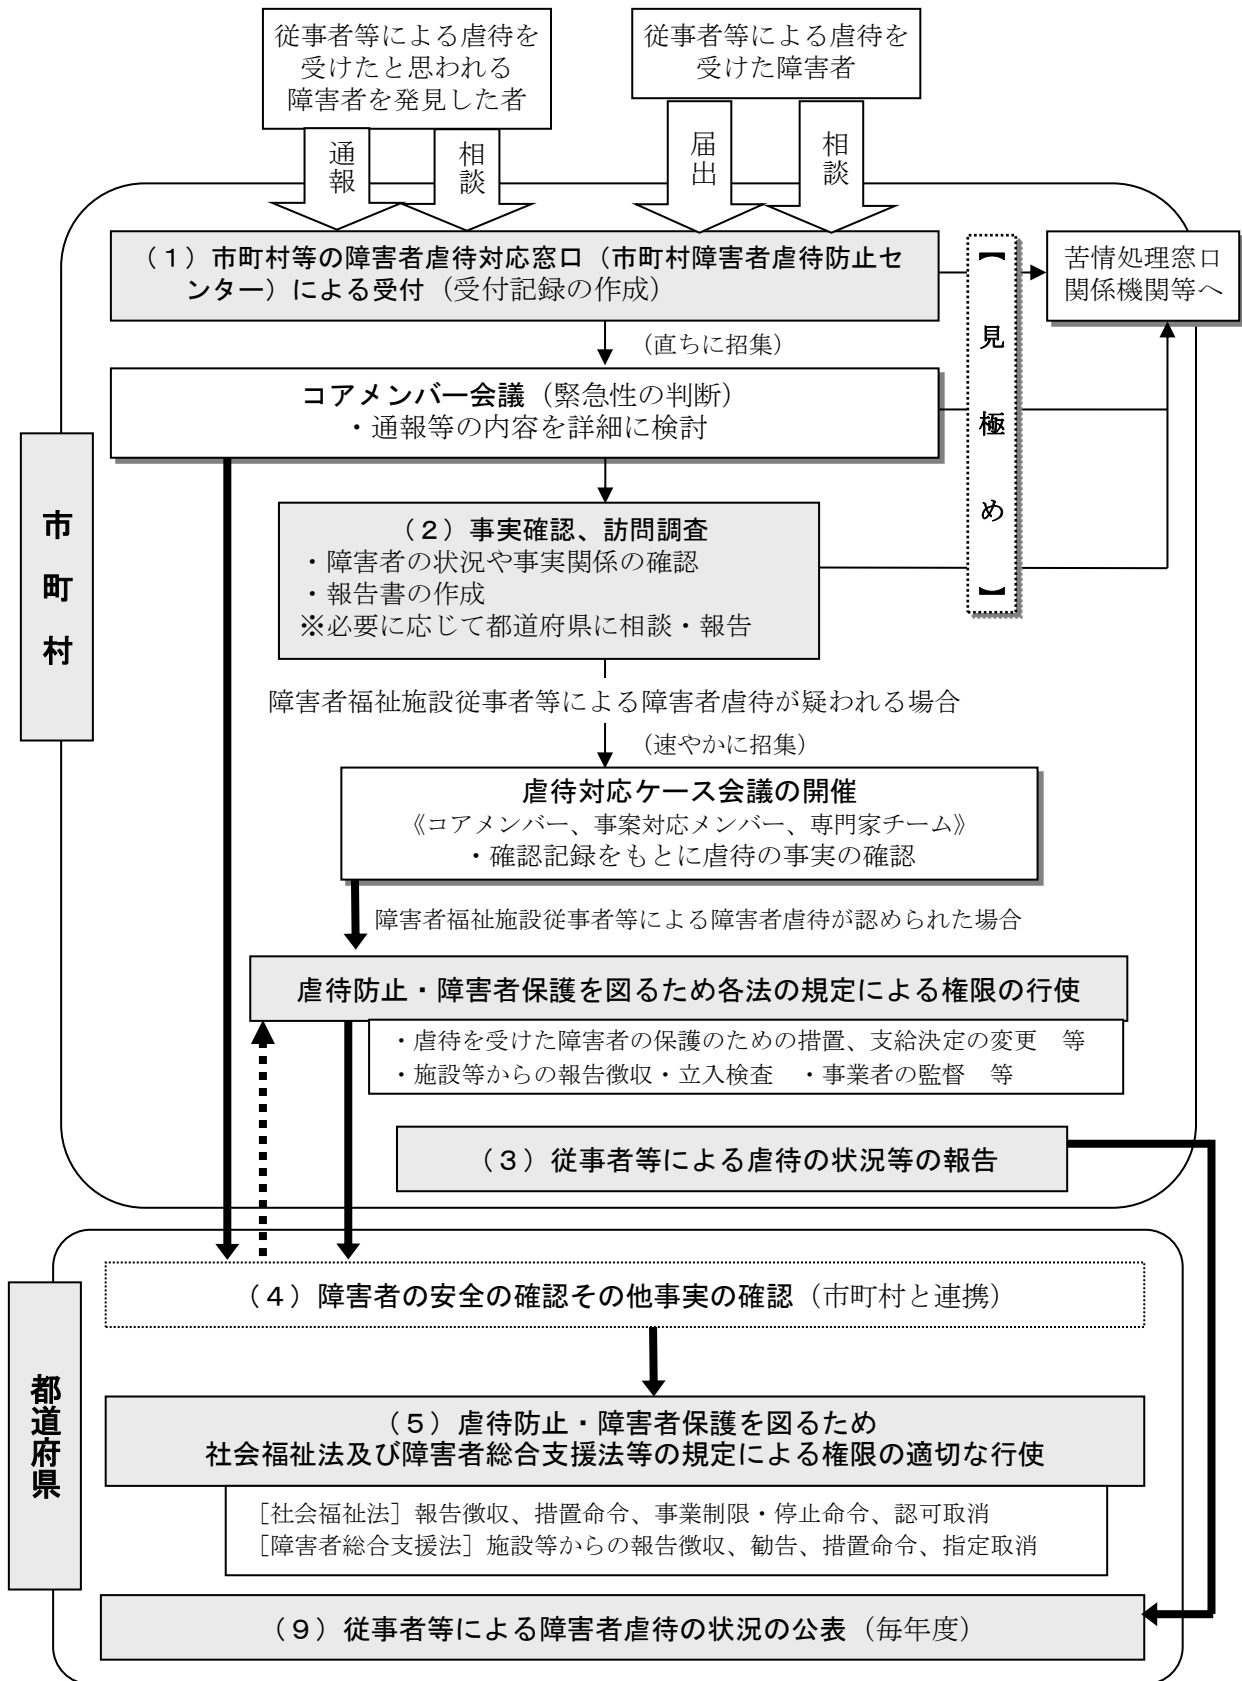 従事者等による虐待を
受けたと思われる
障害者を発見した者
従事者等による虐待を
受けた障害者
通報
相談
届出
相談
（１）市町村等の障害者虐待対応窓口（市町村障害者虐待防止セ
ンター）による受付（受付記録の作成）
【見極め】
苦情処理窓口
関係機関等へ
（直ちに招集）
コアメンバー会議（緊急性の判断）
・通報等の内容を詳細に検討
市町村
（２）事実確認、訪問調査
・障害者の状況や事実関係の確認
・報告書の作成
※必要に応じて都道府県に相談・報告
障害者福祉施設従事者等による障害者虐待が疑われる場合
（速やかに招集）
虐待対応ケース会議の開催
《コアメンバー、事案対応メンバー、専門家チーム》
・確認記録をもとに虐待の事実の確認
障害者福祉施設従事者等による障害者虐待が認められた場合
虐待防止・障害者保護を図るため各法の規定による権限の行使
・虐待を受けた障害者の保護のための措置、支給決定の変更　等
・施設等からの報告徴収・立入検査　・事業者の監督　等
（３）従事者等による虐待の状況等の報告
（４）障害者の安全の確認その他事実の確認（市町村と連携）
都道府県
（５）虐待防止・障害者保護を図るため
社会福祉法及び障害者総合支援法等の規定による権限の適切な行使
［社会福祉法］報告徴収、措置命令、事業制限・停止命令、認可取消
［障害者総合支援法］施設等からの報告徴収、勧告、措置命令、指定取消
（９）従事者等による障害者虐待の状況の公表（毎年度）